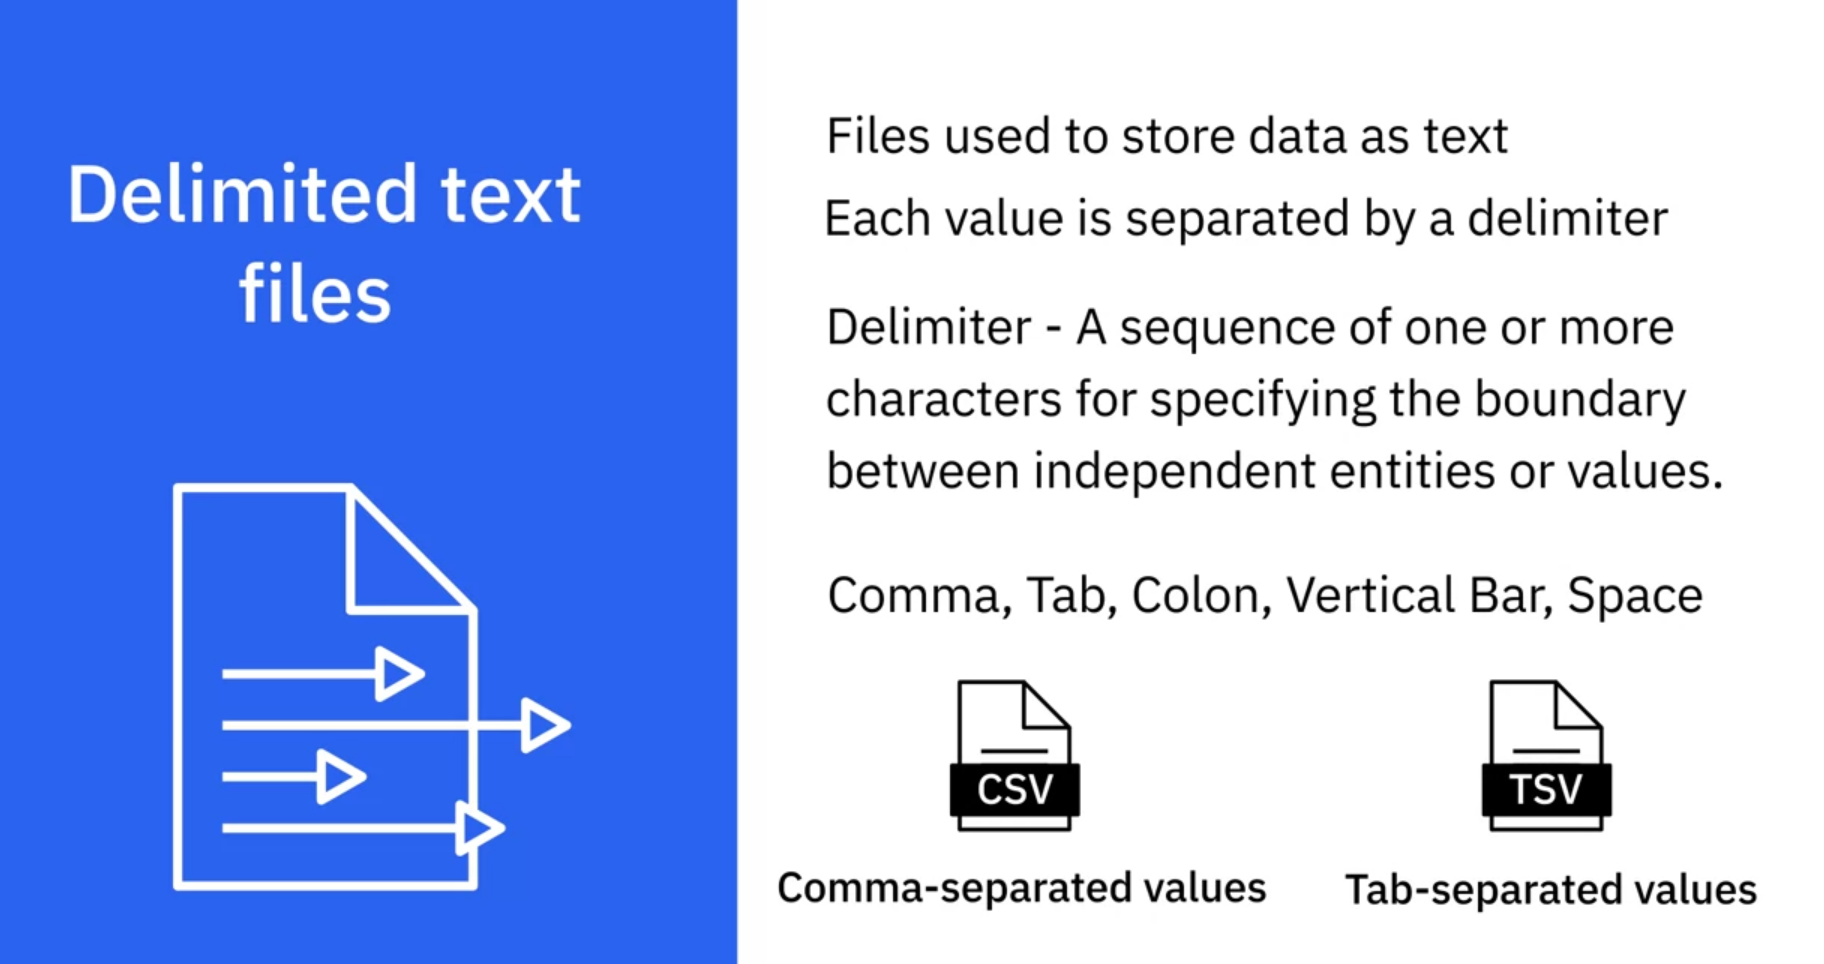 Delimited text
files
Files used to store data as text
Each value is separated by a delimiter
Delimiter - A sequence of one or more
characters for specifying the boundary
between independent entities or values.
Comma, Tab, Colon, Vertical Bar, Space
CSV
Comma-separated values
TSV
Tab-separated values